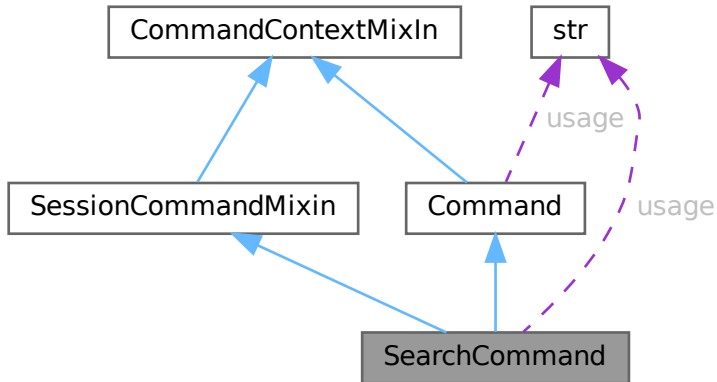 CommandContextMixIn
str
usage
SessionCommandMixin
Command
usage
SearchCommand